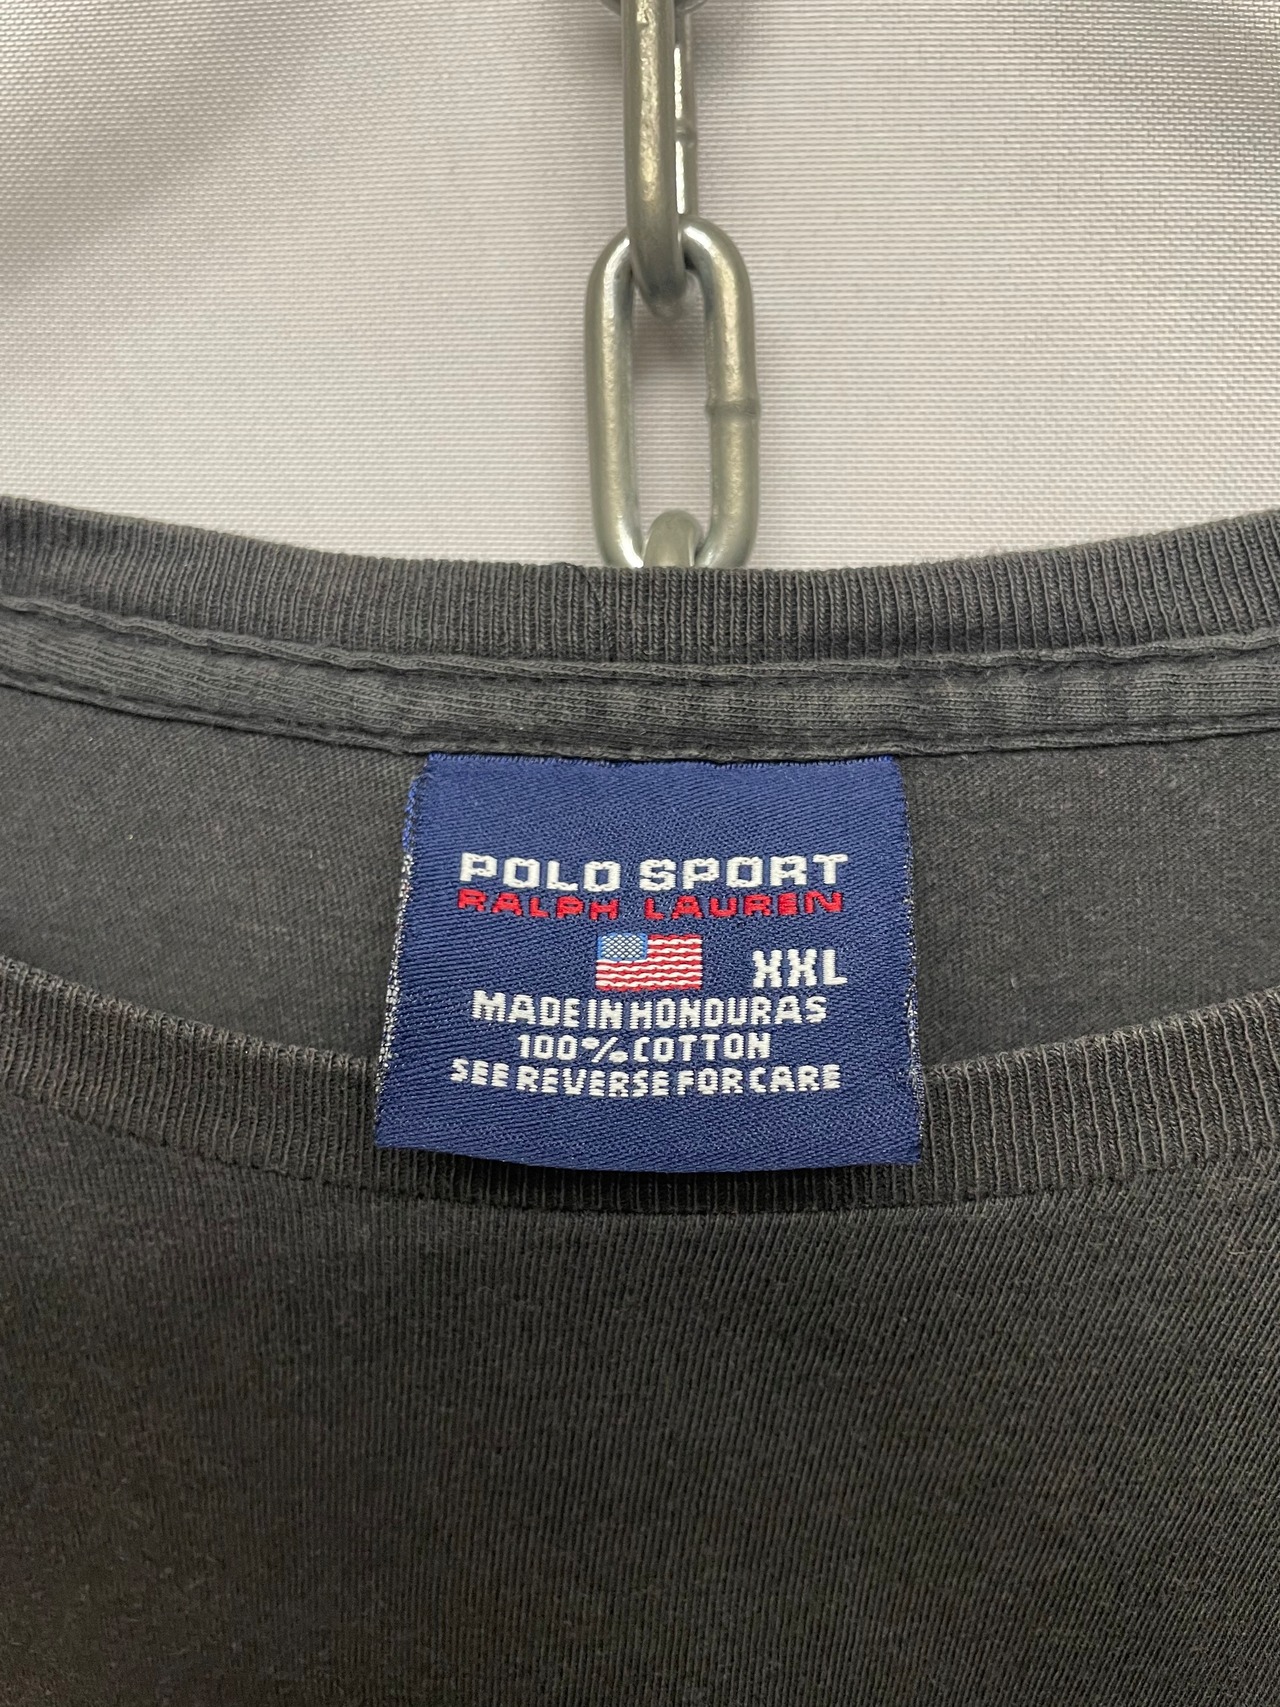 POLO SPORT
RALPH LAUREN
XXL
MADE IN HONDURAS
100% COTTON
SEE REVERSE FOR CARE